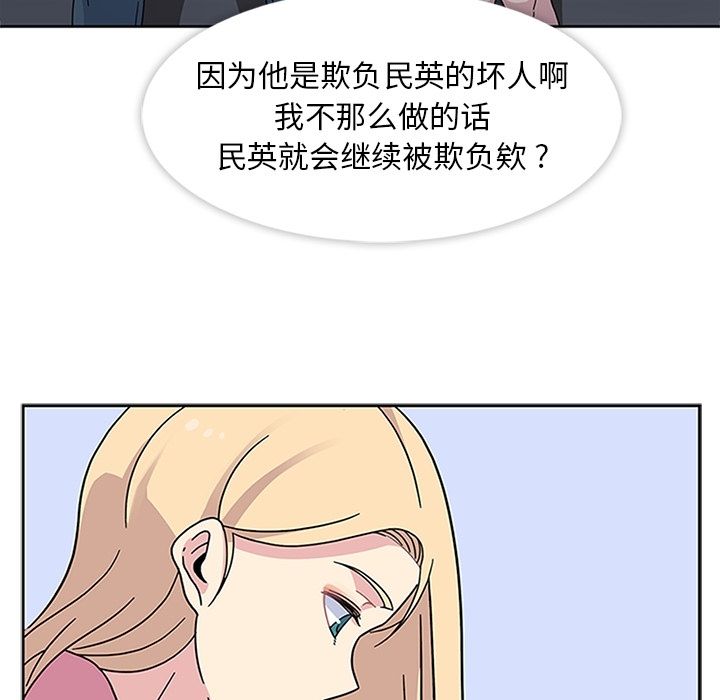 因为他是欺负民英的坏人啊
我不那么做的话
民英就会继续被欺负欸？